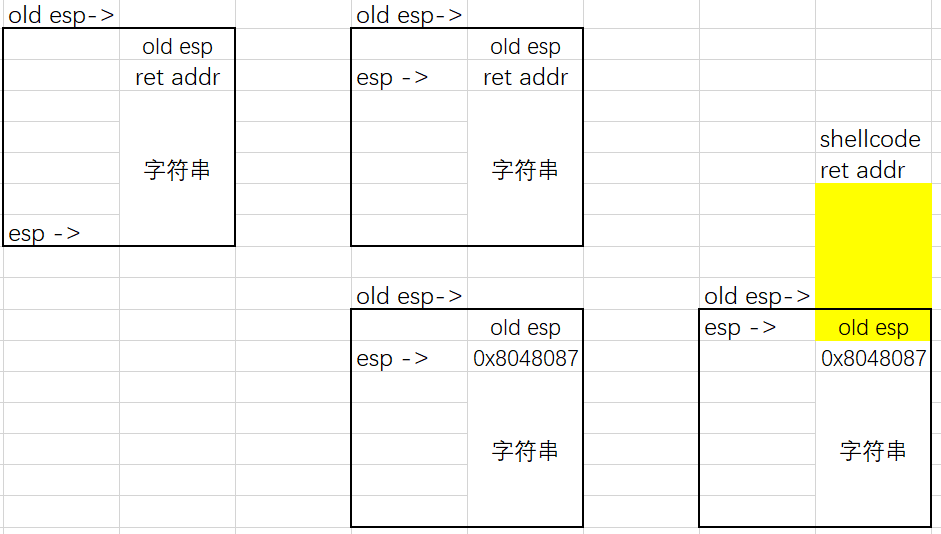 old esp->
old esp
ret addr
字符串
esp ->
old esp->
old esp
esp -> ret addr
字符串
shellcode
ret addr
old esp->
old esp
esp -> 0x8048087
字符串
old esp->
esp -> old esp
0x8048087
字符串